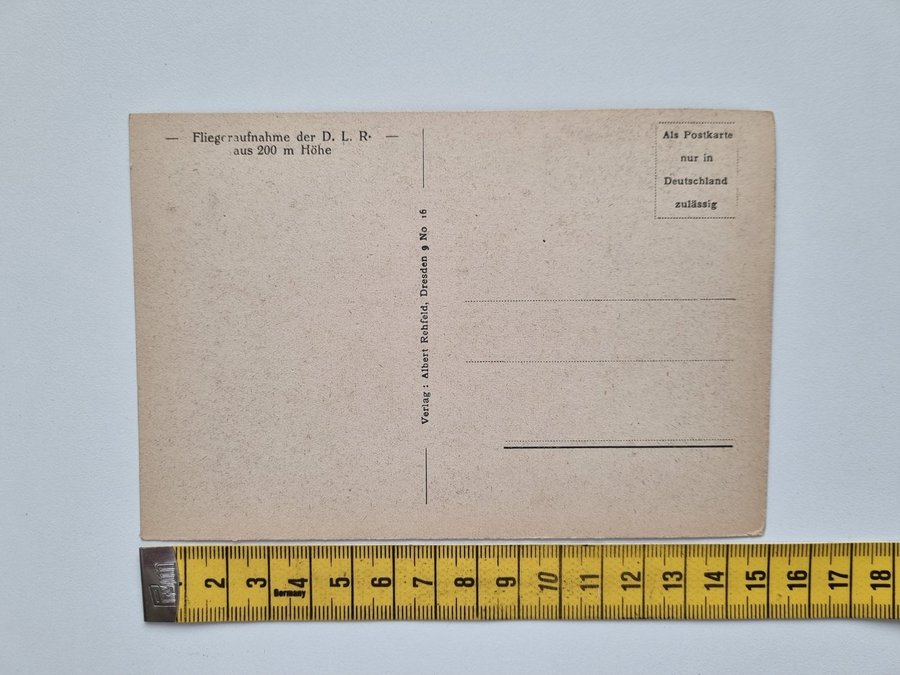 — Fliegeraufnahme der D. L. R. —
aus 200 m Höhe
Als Postkarte
nur in
Deutschland
zulässig
Verlag : Albert Rehfeld, Dresden 9 No 16
2 3 4 5 6 7 8 9 10 11 12 13 14 15 16 17 18
Germany